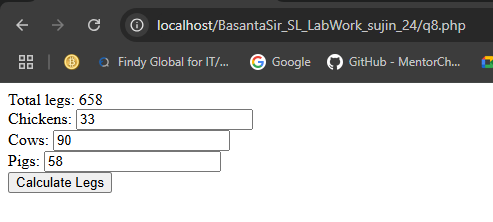 localhost/BasantaSir_SL_LabWork_sujin_24/q8.php
Findy Global for IT/... Google GitHub - MentorCh...
Total legs: 658
Chickens: 33
Cows: 90
Pigs: 58
Calculate Legs